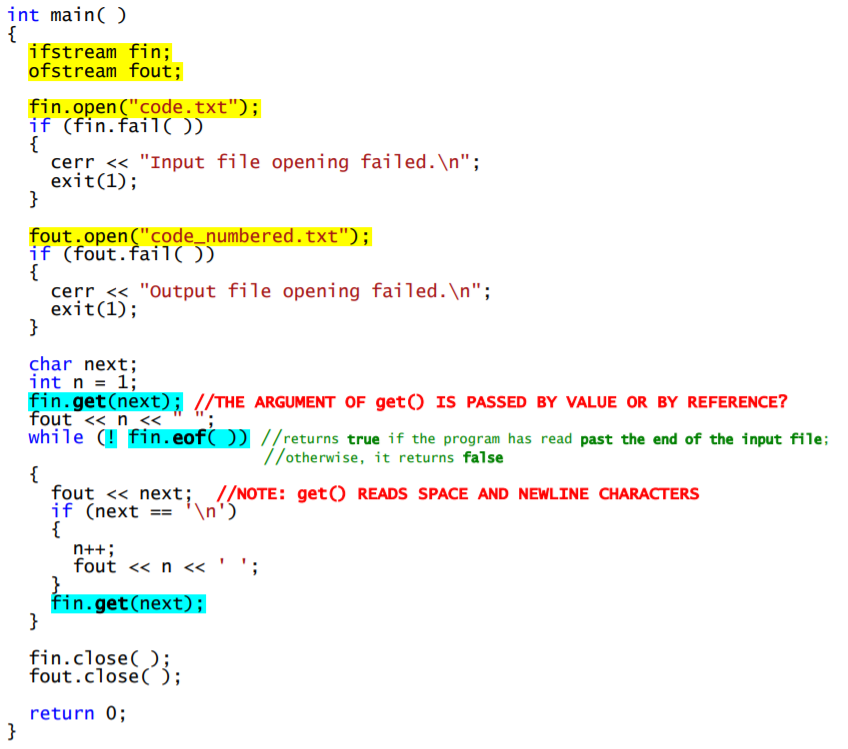 int main( )
{
ifstream fin;
ofstream fout;
fin.open("code.txt");
if (fin.fail( ))
{
cerr << "Input file opening failed.\n";
exit(1);
}
fout.open("code_numbered.txt");
if (fout.fail( ))
{
cerr << "Output file opening failed.\n";
exit(1);
}
char next;
int n = 1;
fin.get(next); //THE ARGUMENT OF get() IS PASSED BY VALUE OR BY REFERENCE?
fout << n << " ";
while (! fin.eof( )) //returns true if the program has read past the end of the input file;
//otherwise, it returns false
{
fout << next; //NOTE: get() READS SPACE AND NEWLINE CHARACTERS
if (next == '\n')
{
n++;
fout << n << ' ';
}
fin.get(next);
}
fin.close( );
fout.close( );
return 0;
}